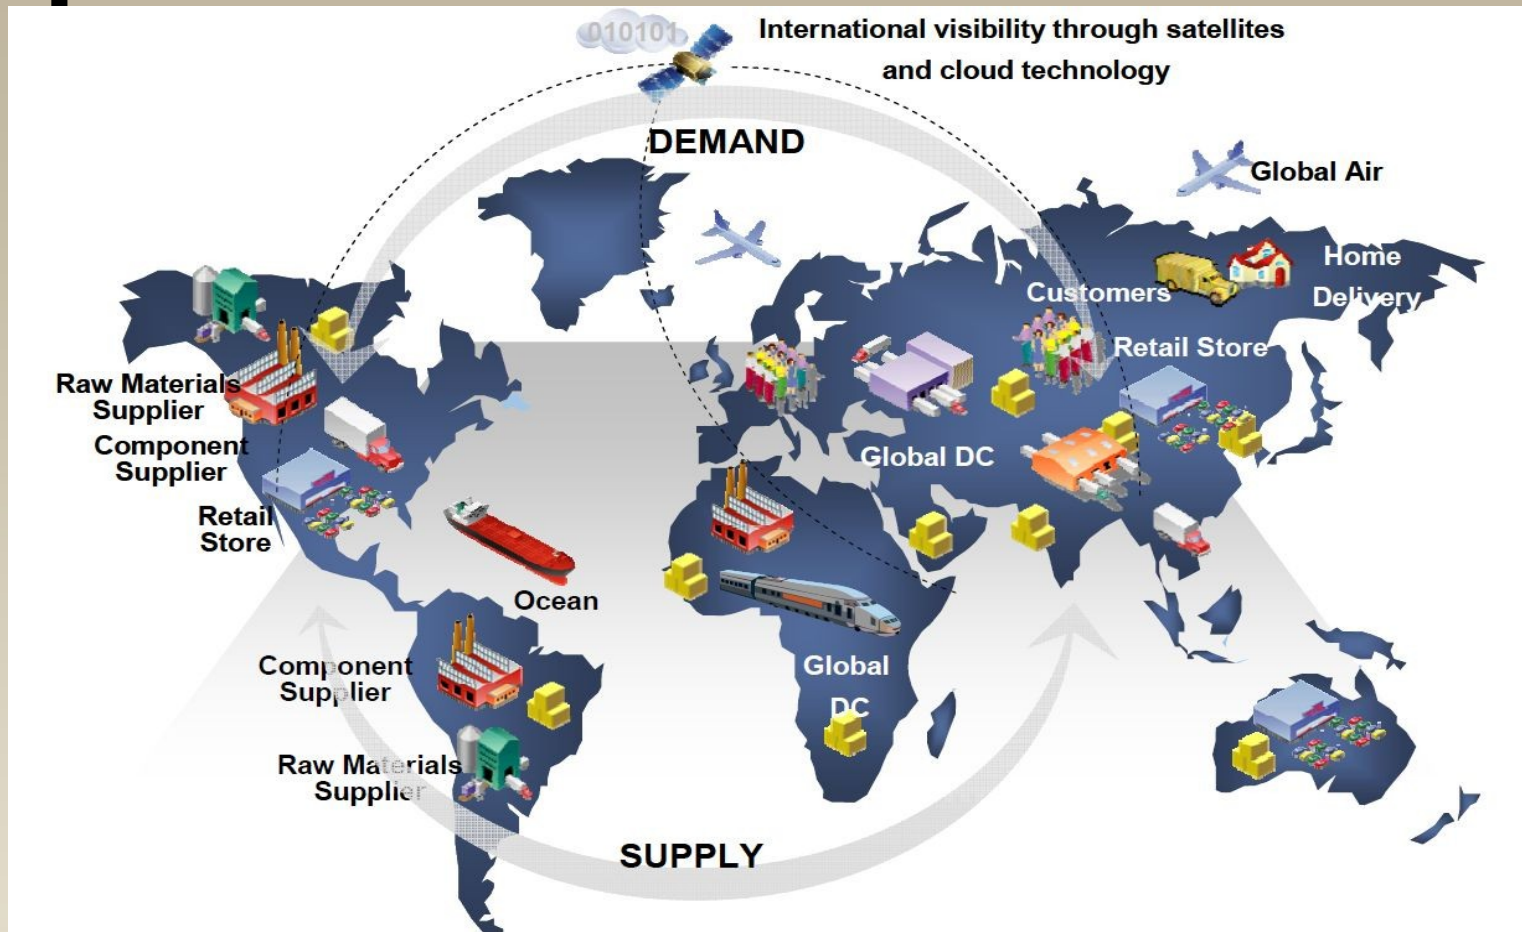 010101
International visibility through satellites
and cloud technology
DEMAND
Global Air
Home
Delivery
Customers
Retail Store
Raw Materials
Supplier
Component
Supplier
Global DC
Retail
Store
Ocean
Component
Supplier
Global
DC
Raw Materials
Supplier
SUPPLY